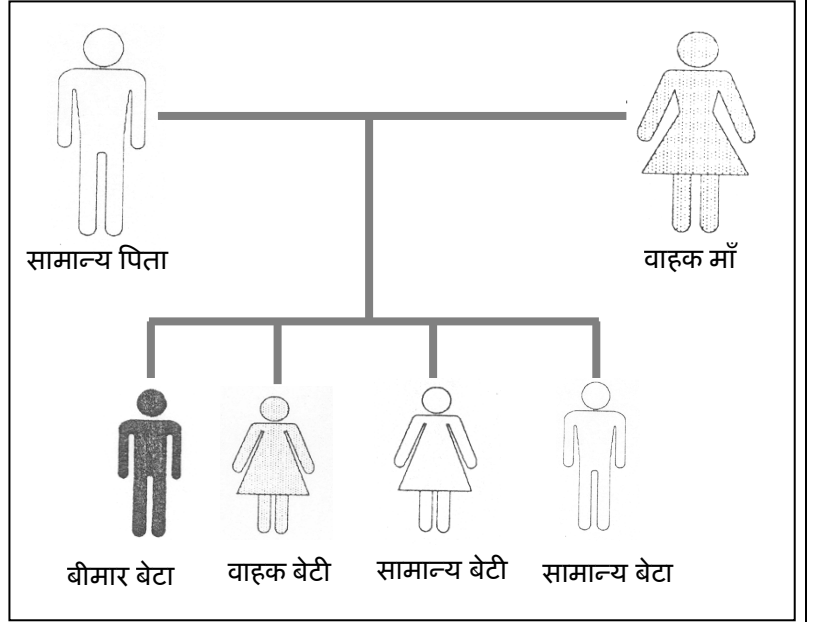 सामान्य पिता
वाहक माँ
बीमार बेटा
वाहक बेटी
सामान्य बेटी
सामान्य बेटा